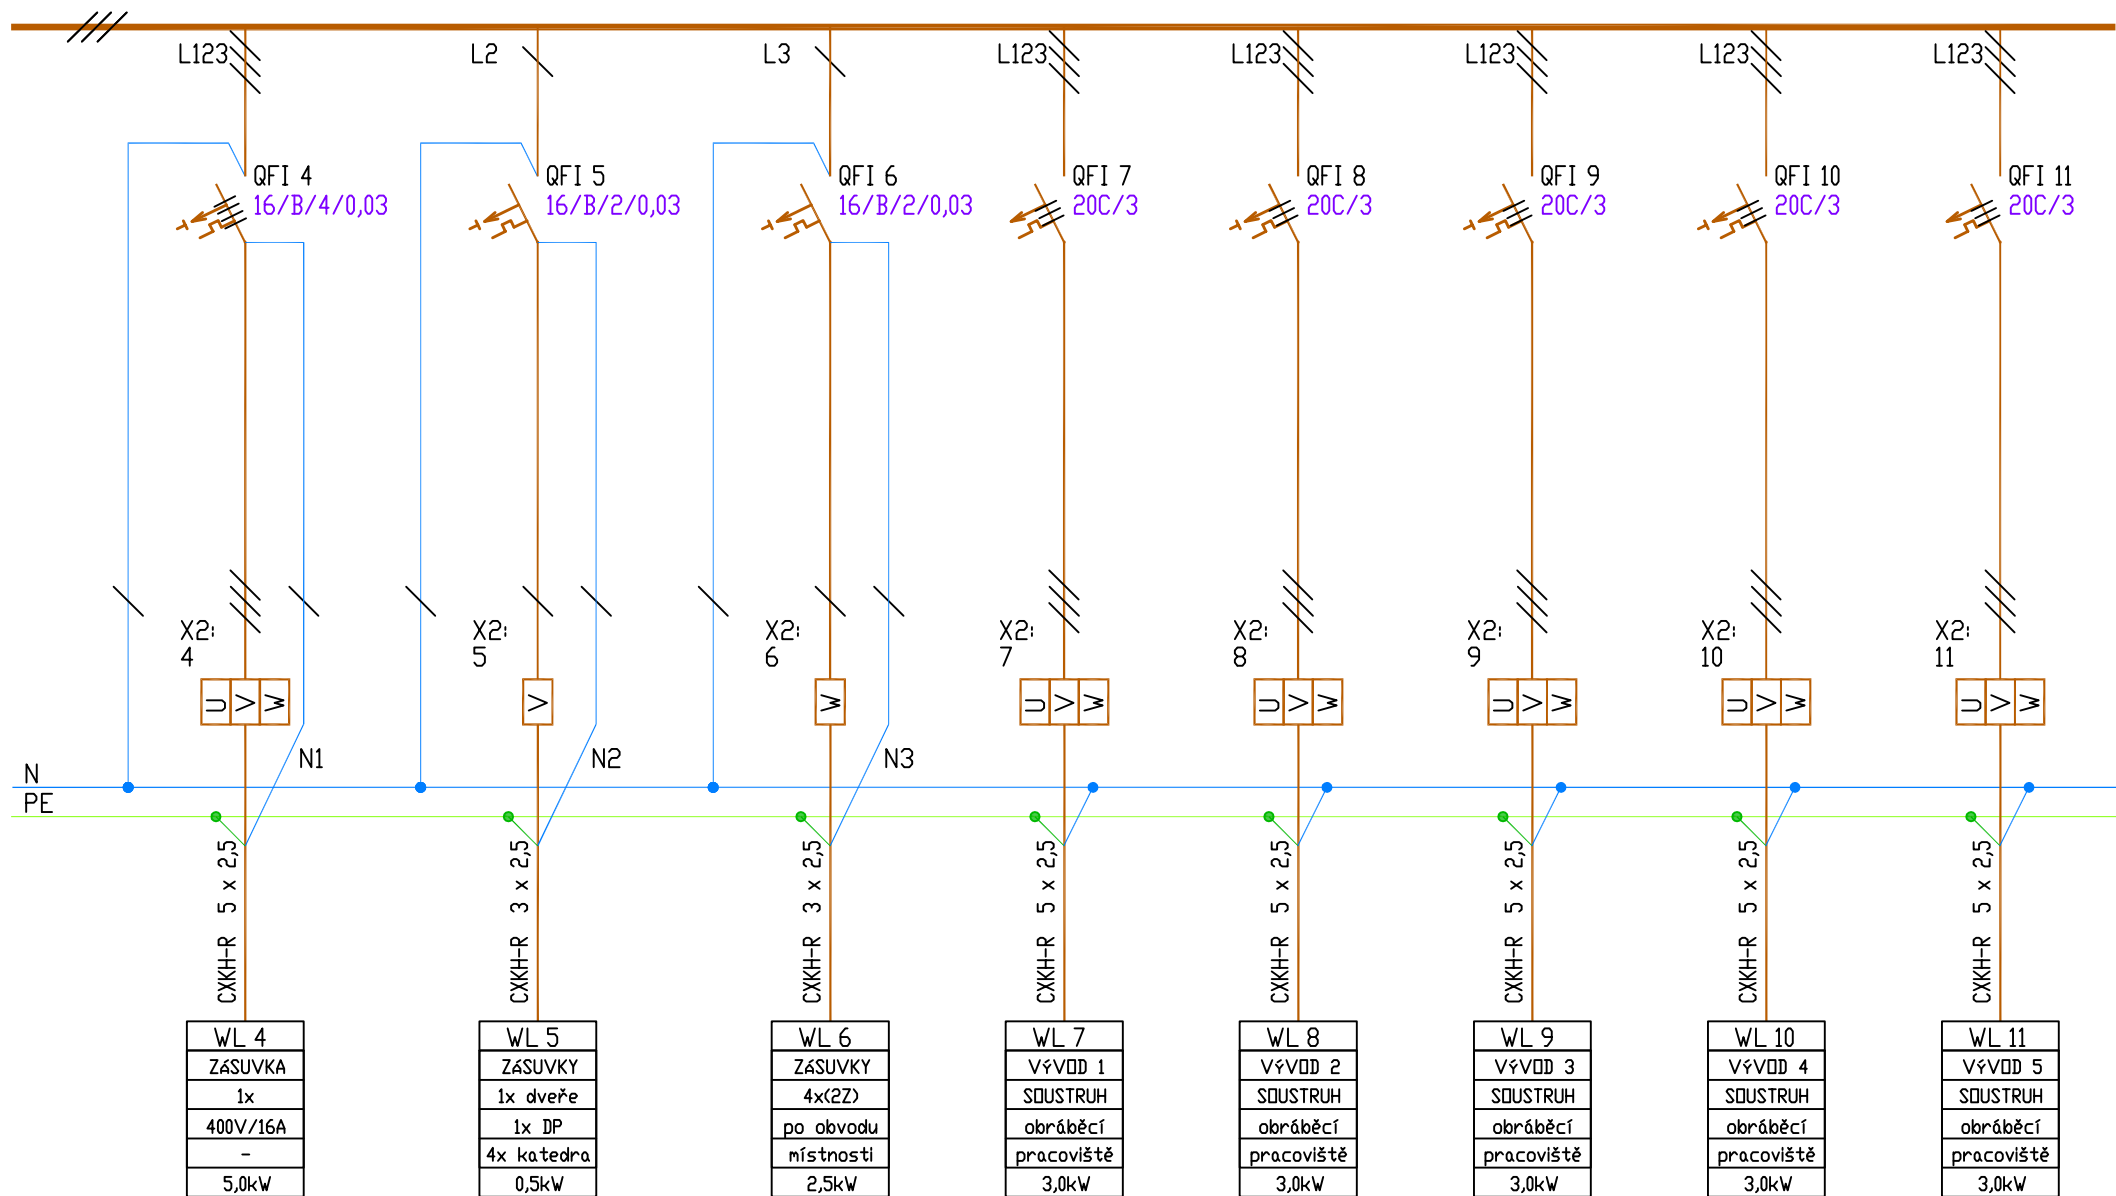 L123 L2 L3 L123 L123 L123 L123 L123
QFI 4 QFI 5 QFI 6 QFI 7 QFI 8 QFI 9 QFI 10 QFI 11
16/B/4/0,03 16/B/2/0,03 16/B/2/0,03 20C/3 20C/3 20C/3 20C/3 20C/3
X2: X2: X2: X2: X2: X2: X2: X2:
4 5 6 7 8 9 10 11
U V W V W U V W U V W U V W U V W U V W
N1 N2 N3
N
PE
CXKH-R 5 x 2,5
CXKH-R 3 x 2,5
CXKH-R 3 x 2,5
CXKH-R 5 x 2,5
CXKH-R 5 x 2,5
CXKH-R 5 x 2,5
CXKH-R 5 x 2,5
CXKH-R 5 x 2,5
WL 4 WL 5 WL 6 WL 7 WL 8 WL 9 WL 10 WL 11
ZáSUVKA ZáSUVKY ZáSUVKY VýVOD 1 VýVOD 2 VýVOD 3 VýVOD 4 VýVOD 5
1x 1x dveře 4x(2Z) SOUSTRUH SOUSTRUH SOUSTRUH SOUSTRUH SOUSTRUH
400V/16A 1x DP po obvodu obráběcí obráběcí obráběcí obráběcí obráběcí
- 4x katedra místnosti pracoviště pracoviště pracoviště pracoviště pracoviště
5,0kW 0,5kW 2,5kW 3,0kW 3,0kW 3,0kW 3,0kW 3,0kW